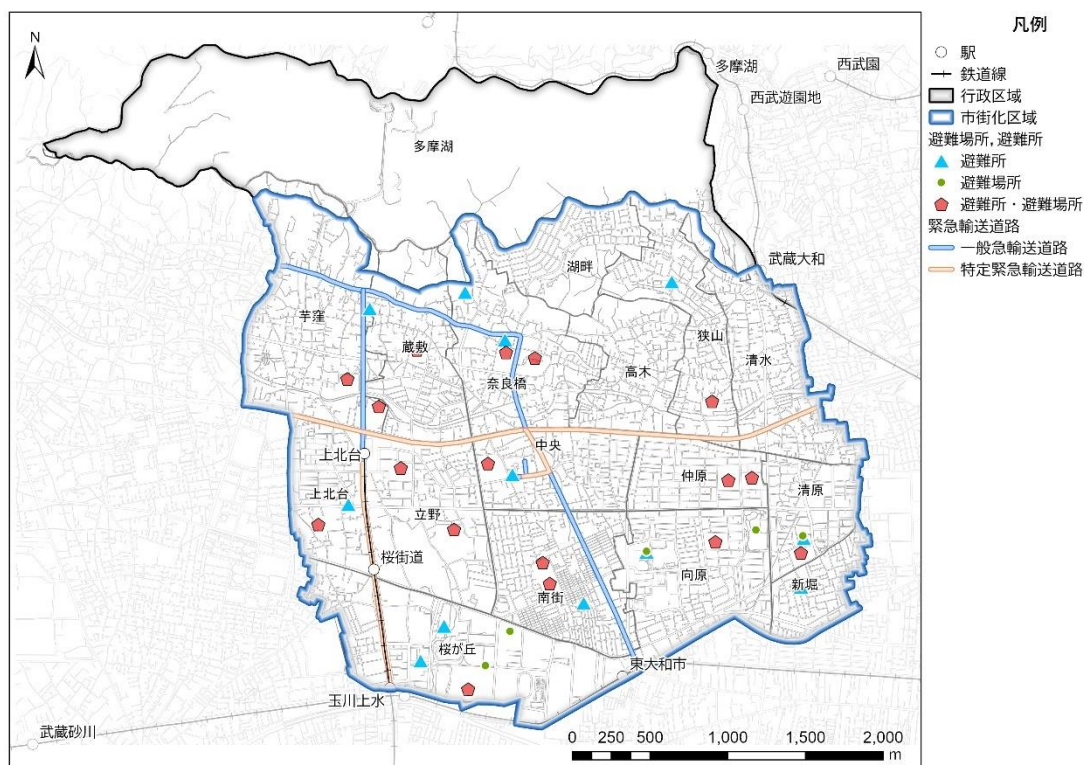 N
多摩湖
西武園
西武遊園地
多摩湖
武蔵大和
湖畔
芋窪
狭山
蔵敷
清水
高木
奈良橋
中央
上北台
仲原
清原
上北台
立野
桜街道
向原
新堀
南街
桜が丘
東大和市
玉川上水
武蔵砂川
0 250 500 1,000 1,500 2,000
m
凡例
駅
鉄道線
行政区域
市街化区域
避難場所,避難所
避難所
避難場所
避難所・避難場所
緊急輸送道路
一般急輸送道路
特定緊急輸送道路